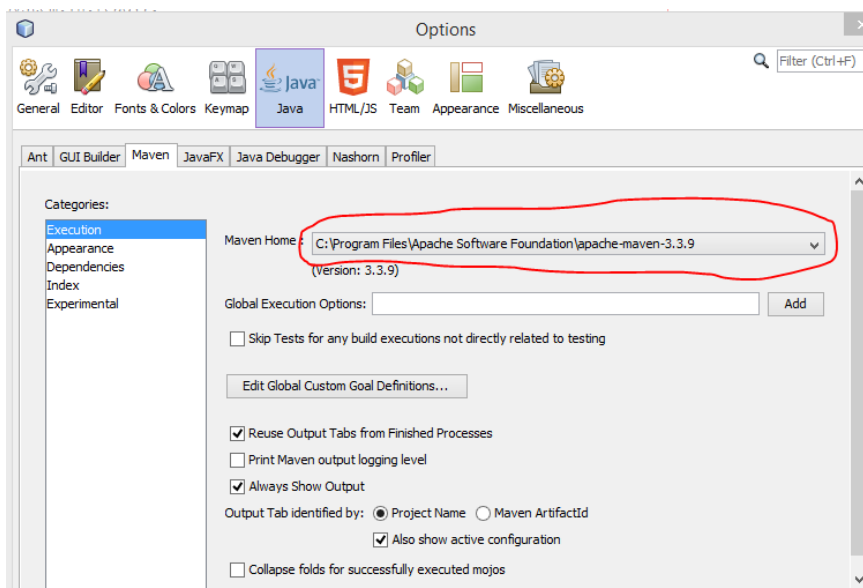 Options
Filter (Ctrl+F)
General Editor Fonts & Colors Keymap Java HTML/JS Team Appearance Miscellaneous
Ant GUI Builder Maven JavaFX Java Debugger Nashorn Profiler
Categories:
Execution
Appearance
Dependencies
Index
Experimental
Maven Home : C:\Program Files\Apache Software Foundation\apache-maven-3.3.9
(Version: 3.3.9)
Global Execution Options: Add
Skip Tests for any build executions not directly related to testing
Edit Global Custom Goal Definitions...
Reuse Output Tabs from Finished Processes
Print Maven output logging level
Always Show Output
Output Tab identified by: Project Name Maven ArtifactId
Also show active configuration
Collapse folds for successfully executed mojos